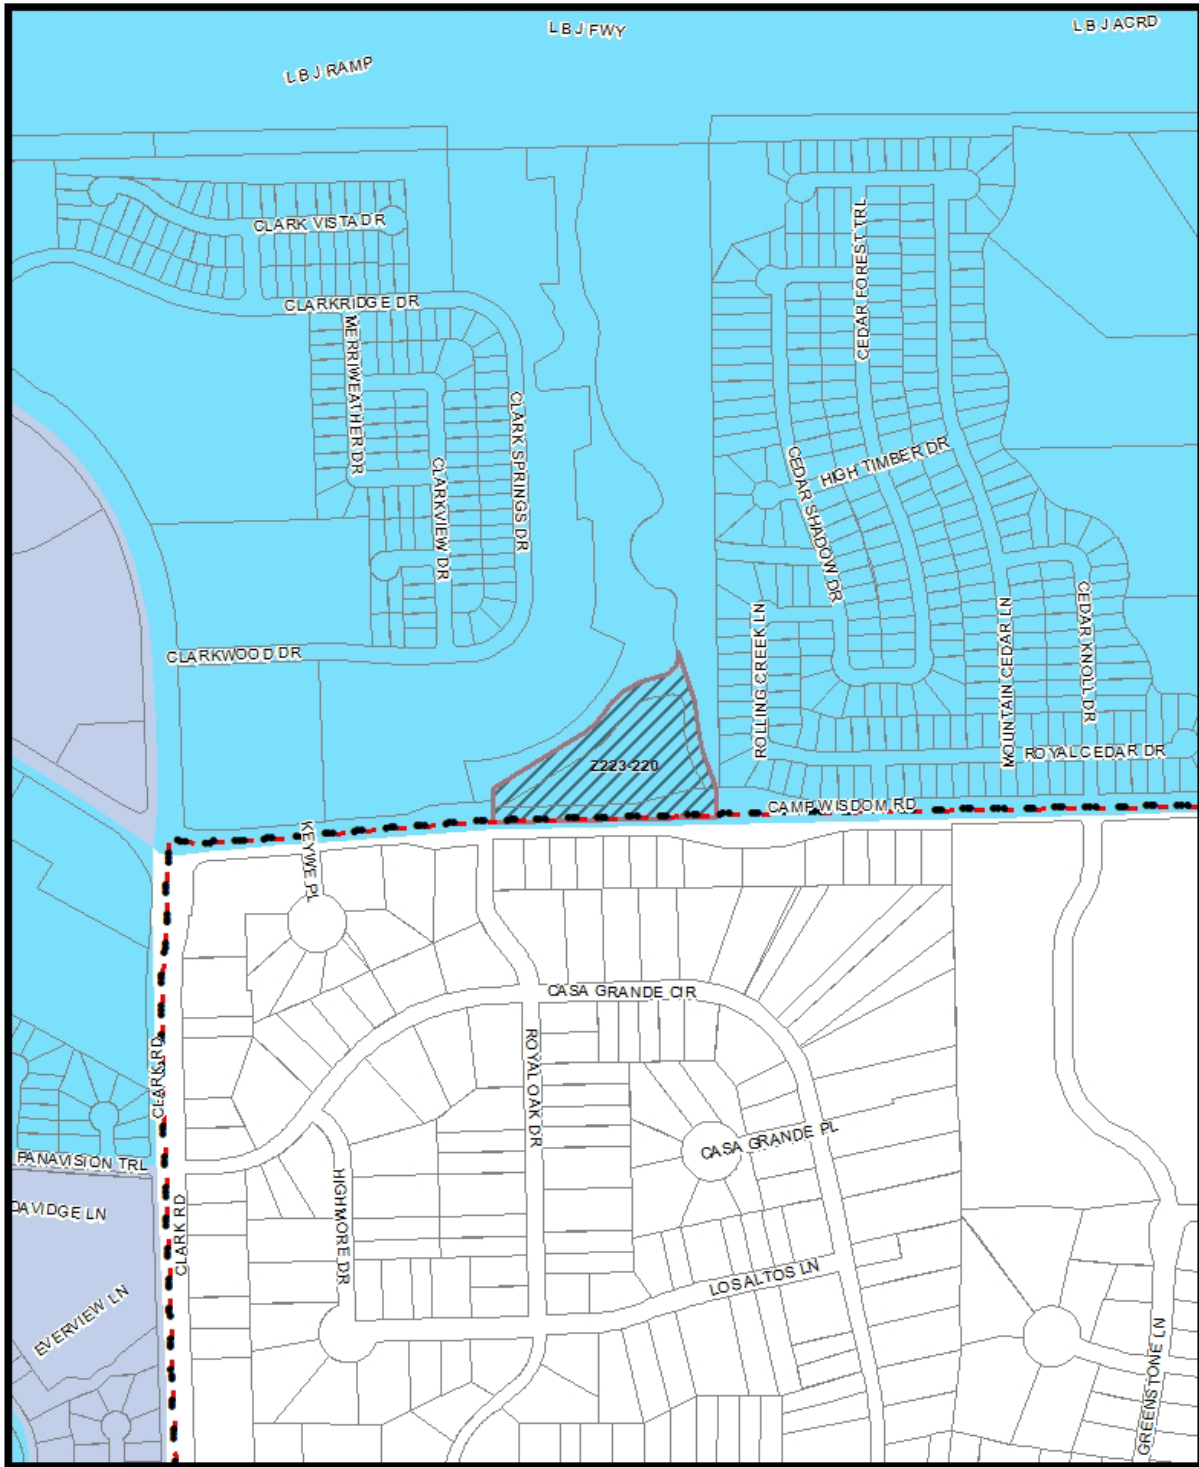 L B J FWY
L B J ACRD
L B J RAMP
CLARK VISTA DR
CEDAR FOREST TRL
CLARKRIDGE DR
MERRIWEATHER DR
CLARK SPRINGS DR
HIGH TIMBER DR
CEDAR SHADOW DR
CLARKVIEW DR
CEDAR KNOLL DR
MOUNTAIN CEDAR LN
ROLLING CREEK LN
CLARKWOOD DR
ROYAL CEDAR DR
Z223-220
CAMP WISDOM RD
KEYWE PL
CASA GRANDE CIR
ROYAL OAK DR
CLARK RD
CASA GRANDE PL
PANAVISION TRL
HIGHMORE DR
DAVIDGE LN
CLARK RD
LOS ALTOS LN
EVERVIEW LN
GREENSTONE LN